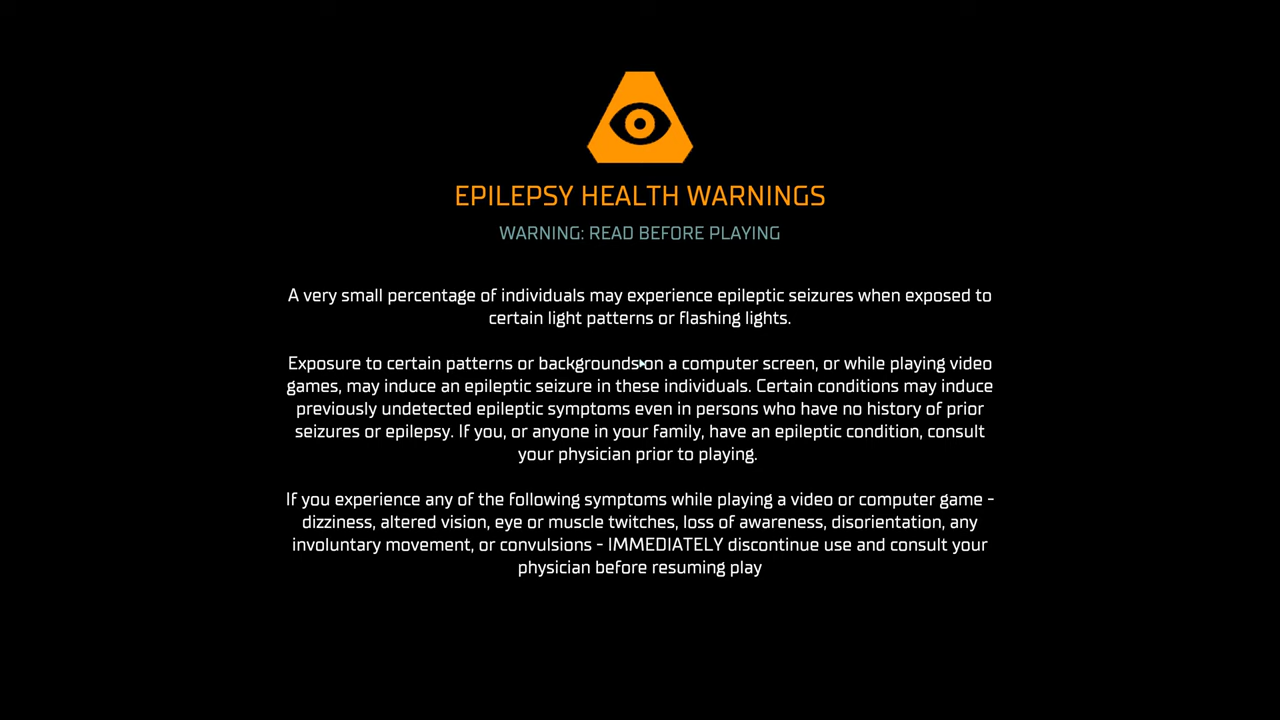 EPILEPSY HEALTH WARNINGS
WARNING: READ BEFORE PLAYING
A very small percentage of individuals may experience epileptic seizures when exposed to
certain light patterns or flashing lights.
Exposure to certain patterns or backgrounds on a computer screen, or while playing video
games, may induce an epileptic seizure in these individuals. Certain conditions may induce
previously undetected epileptic symptoms even in persons who have no history of prior
seizures or epilepsy. If you, or anyone in your family, have an epileptic condition, consult
your physician prior to playing.
If you experience any of the following symptoms while playing a video or computer game -
dizziness, altered vision, eye or muscle twitches, loss of awareness, disorientation, any
involuntary movement, or convulsions - IMMEDIATELY discontinue use and consult your
physician before resuming play